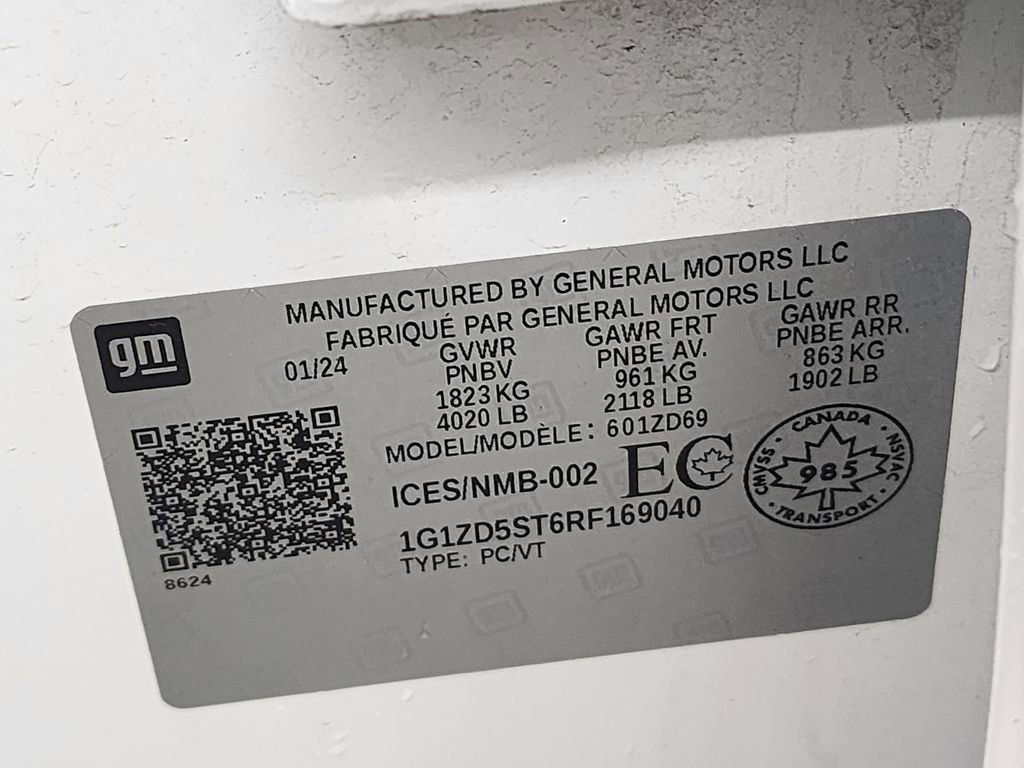 MANUFACTURED BY GENERAL MOTORS LLC
FABRIQUÉ PAR GENERAL MOTORS LLC
gm
01/24
GVWR
PNBV
1823 KG
4020 LB
GAWR FRT
PNBE AV.
961 KG
2118 LB
GAWR RR
PNBE ARR.
863 KG
1902 LB
MODEL/MODÈLE: 601ZD69
ICES/NMB-002 EC
1G1ZD5ST6RF169040
TYPE: PC/VT
CANADA
CMVSS 985 NSVAC
TRANSPORT
8624